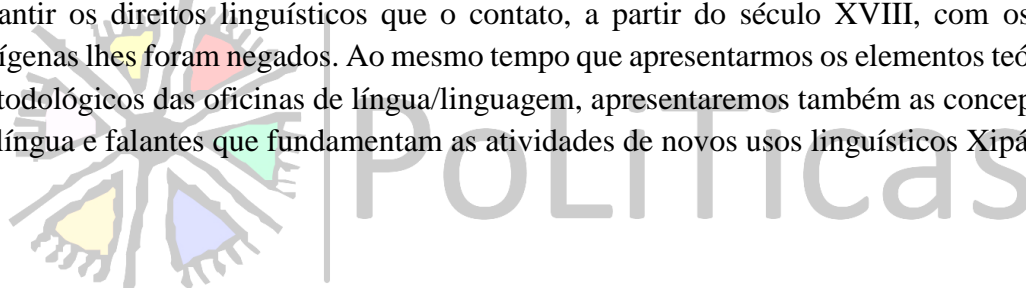 antir os direitos linguísticos que o contato, a partir do século XVIII, com os
ígenas lhes foram negados. Ao mesmo tempo que apresentarmos os elementos teó
todológicos das oficinas de língua/linguagem, apresentaremos também as concep
língua e falantes que fundamentam as atividades de novos usos linguísticos Xipá
PoLiTicas